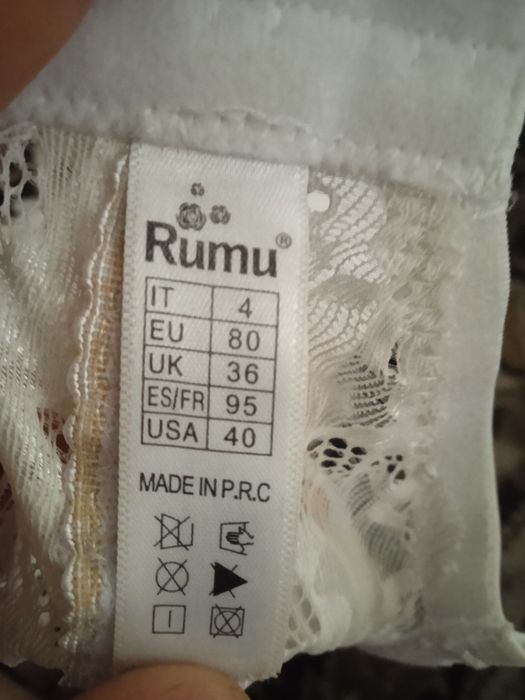 Rumu®
IT 4
EU 80
UK 36
ES/FR 95
USA 40
MADE IN P.R.C